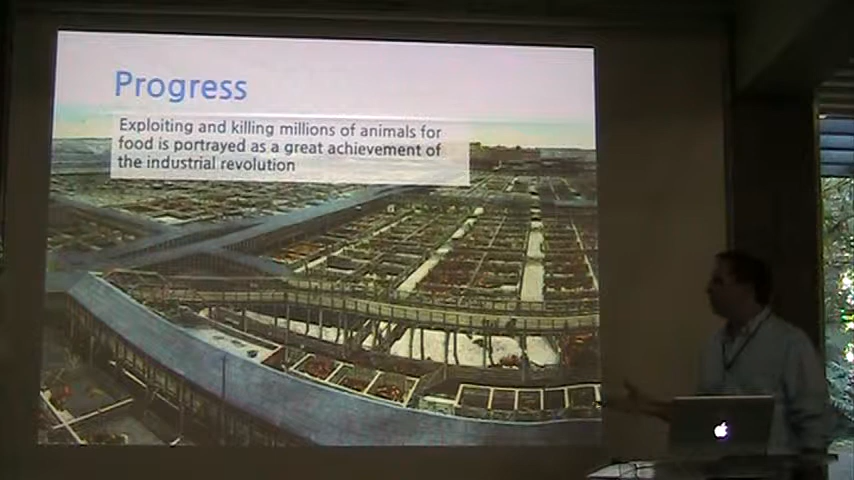 Progress
Exploiting and killing millions of animals for
food is portrayed as a great achievement of
the industrial revolution